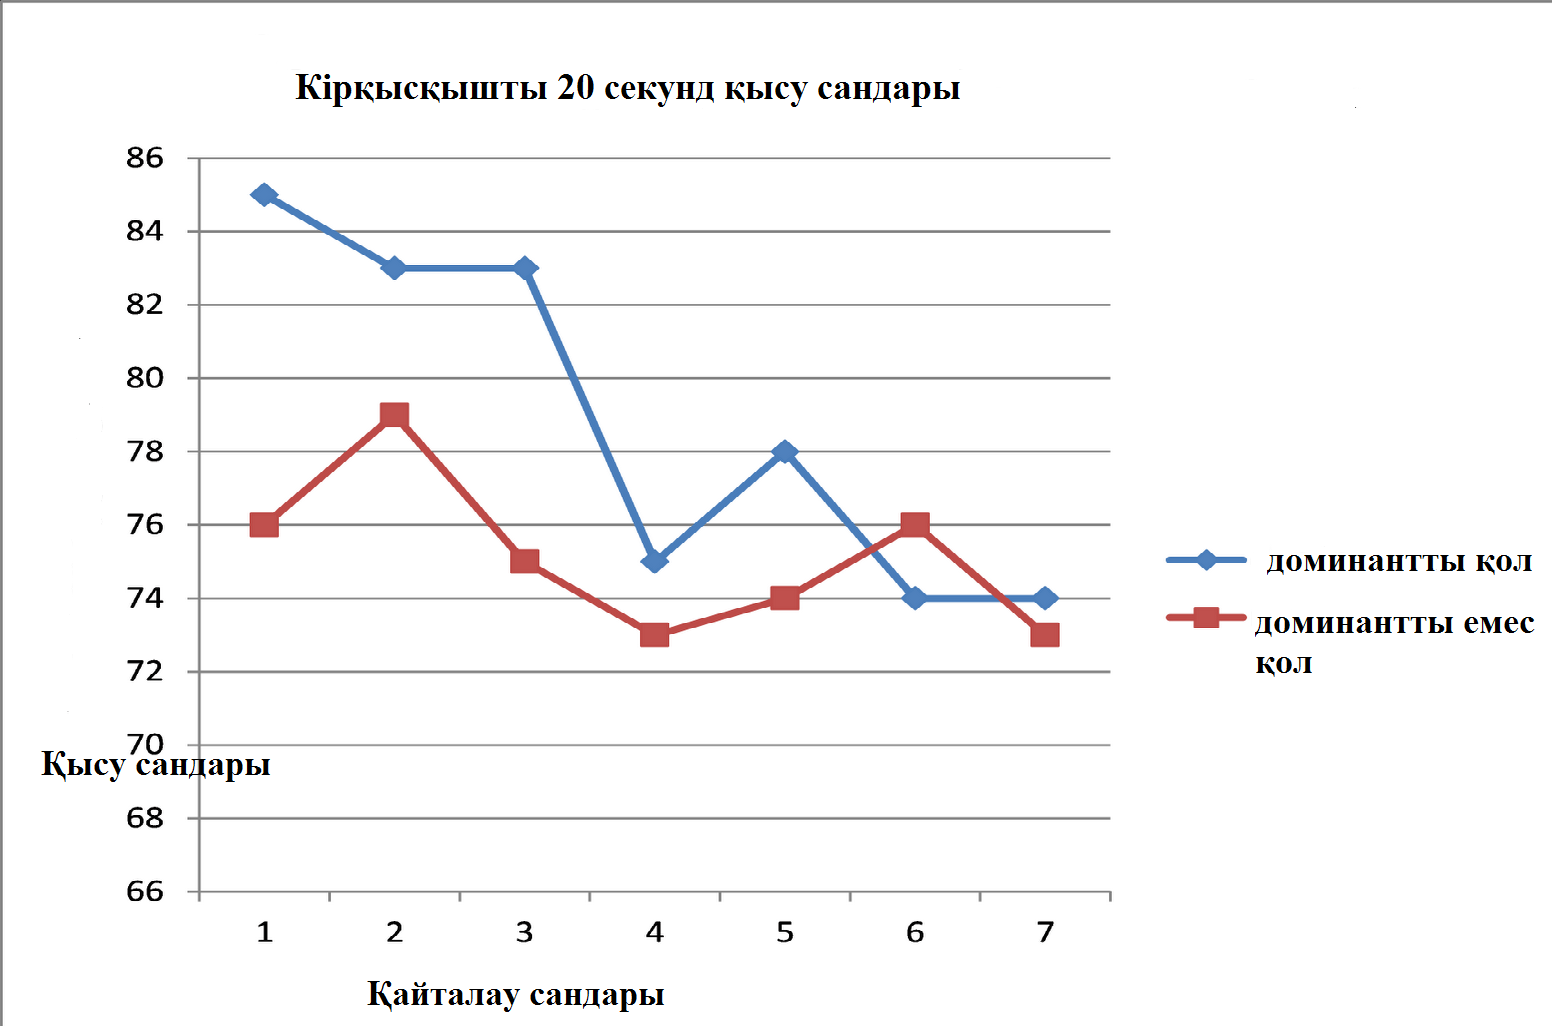 Кірқысқышты 20 секунд қысу сандары
86
84
82
80
78
76
74
72
70
Қысу сандары
68
66
1 2 3 4 5 6 7
Қайталау сандары
доминантты қол
доминантты емес
қол